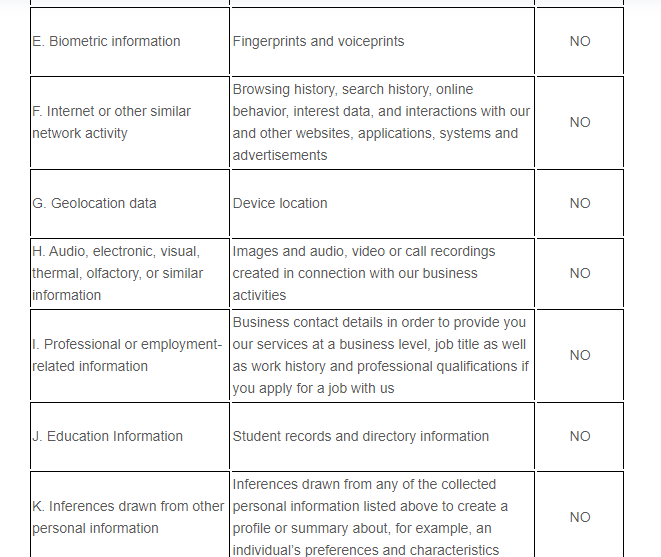 E. Biometric information
Fingerprints and voiceprints
NO
F. Internet or other similar
network activity
Browsing history, search history, online
behavior, interest data, and interactions with our
and other websites, applications, systems and
advertisements
NO
G. Geolocation data
Device location
NO
H. Audio, electronic, visual,
thermal, olfactory, or similar
information
Images and audio, video or call recordings
created in connection with our business
activities
NO
I. Professional or employment-
related information
Business contact details in order to provide you
our services at a business level, job title as well
as work history and professional qualifications if
you apply for a job with us
NO
J. Education Information
Student records and directory information
NO
K. Inferences drawn from other
personal information
Inferences drawn from any of the collected
personal information listed above to create a
profile or summary about, for example, an
individual's preferences and characteristics
NO